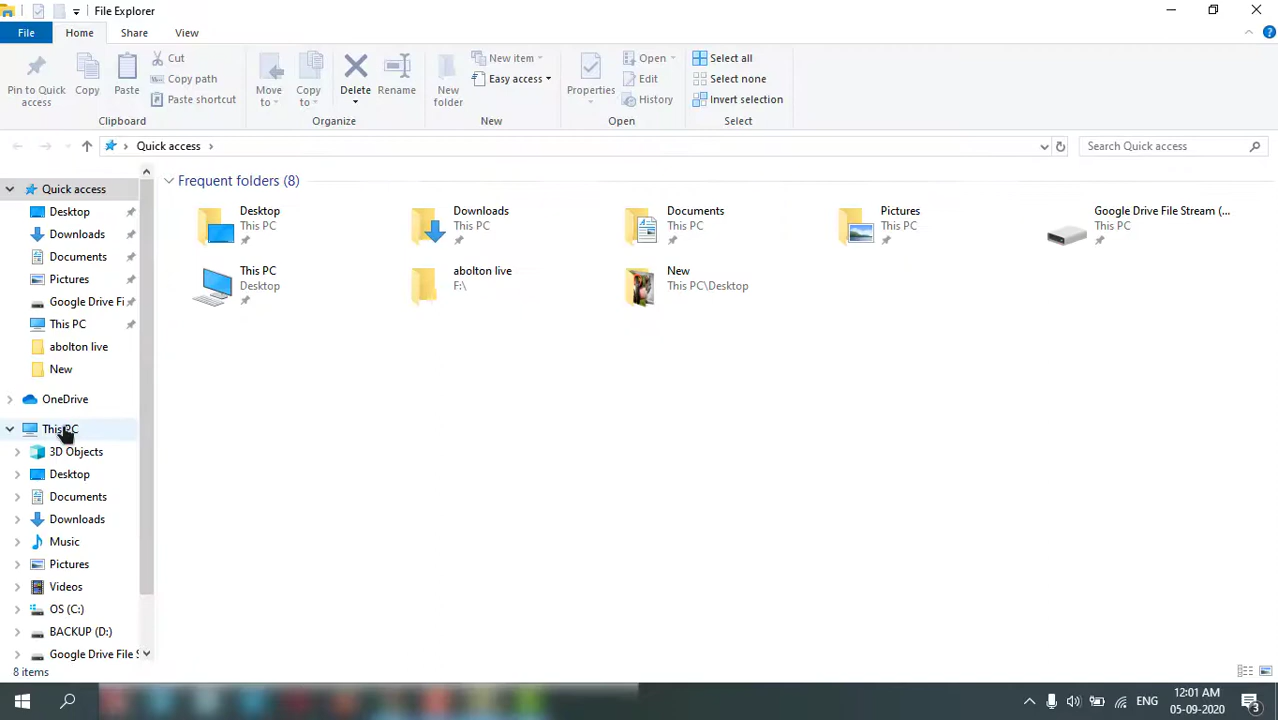 File Explorer
File Home Share View
Pin to Quick access
Copy
Paste
Cut
Copy path
Paste shortcut
Clipboard
Move to
Copy to
Delete
Rename
Organize
New folder
New item
Easy access
New
Properties
Open
Edit
History
Open
Select all
Select none
Invert selection
Select
Quick access
Search Quick access
Quick access
Desktop
Downloads
Documents
Pictures
Google Drive Fi
This PC
abolton live
New
OneDrive
This PC
3D Objects
Desktop
Documents
Downloads
Music
Pictures
Videos
OS (C:)
BACKUP (D:)
Google Drive File S
Frequent folders (8)
Desktop
This PC
Downloads
This PC
Documents
This PC
Pictures
This PC
Google Drive File Stream (...
This PC
This PC
Desktop
abolton live
F:\
New
This PC\Desktop
8 items
ENG
12:01 AM
05-09-2020
3